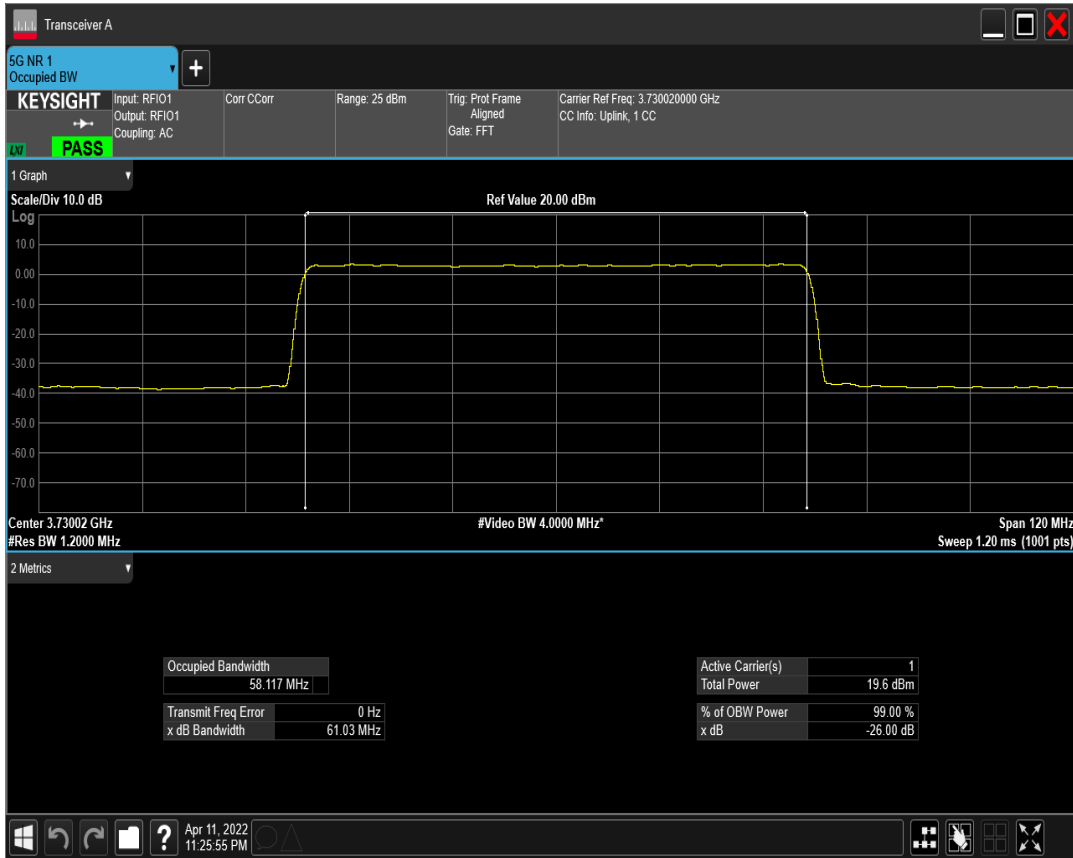 Transceiver A
5G NR 1
Occupied BW
+
KEYSIGHT
LXI
PASS
Input: RFIO1
Output: RFIO1
Coupling: AC
Corr CCorr
Range: 25 dBm
Trig: Prot Frame
Aligned
Gate: FFT
Carrier Ref Freq: 3.730020000 GHz
CC Info: Uplink, 1 CC
1 Graph
Scale/Div 10.0 dB
Ref Value 20.00 dBm
Log
10.0
0.00
-10.0
-20.0
-30.0
-40.0
-50.0
-60.0
-70.0
Center 3.73002 GHz
#Video BW 4.0000 MHz*
Span 120 MHz
#Res BW 1.2000 MHz
Sweep 1.20 ms (1001 pts)
2 Metrics
Occupied Bandwidth
58.117 MHz
Transmit Freq Error 0 Hz
x dB Bandwidth 61.03 MHz
Active Carrier(s) 1
Total Power 19.6 dBm
% of OBW Power 99.00 %
x dB -26.00 dB
?
Apr 11, 2022
11:25:55 PM